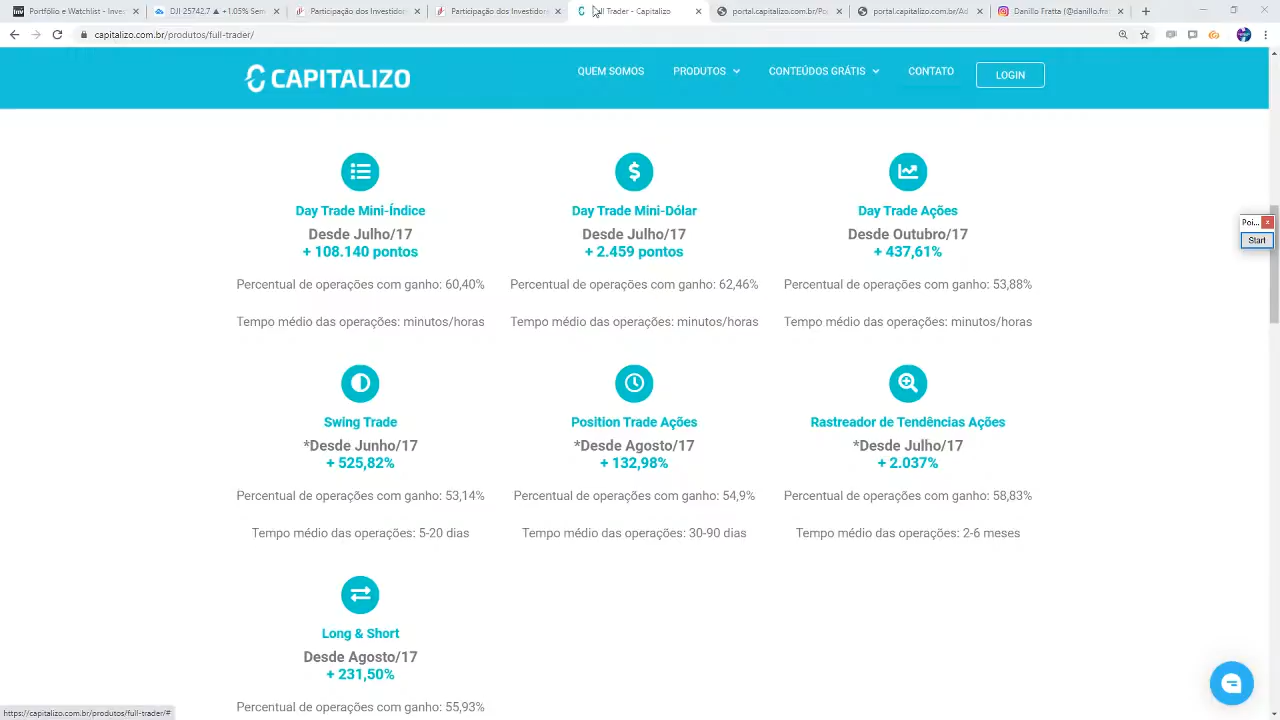 Portfólio e Watchlist - Inves
DJI 25742.7 ▲ +1.05% Sem
Participação dos Investidores
Participação dos Investidores
Full Trader - Capitalizo
portal.capitalizo.com.br/Po
portal.capitalizo.com.br/Ad
Danillo Fratta (@danillo.fra
capitalizo.com.br/produtos/full-trader/
CAPITALIZO
QUEM SOMOS
PRODUTOS
CONTEÚDOS GRÁTIS
CONTATO
LOGIN
Day Trade Mini-Índice
Desde Julho/17
+ 108.140 pontos
Percentual de operações com ganho: 60,40%
Tempo médio das operações: minutos/horas
Day Trade Mini-Dólar
Desde Julho/17
+ 2.459 pontos
Percentual de operações com ganho: 62,46%
Tempo médio das operações: minutos/horas
Day Trade Ações
Desde Outubro/17
+ 437,61%
Percentual de operações com ganho: 53,88%
Tempo médio das operações: minutos/horas
Poi...
Start
Swing Trade
*Desde Junho/17
+ 525,82%
Percentual de operações com ganho: 53,14%
Tempo médio das operações: 5-20 dias
Position Trade Ações
*Desde Agosto/17
+ 132,98%
Percentual de operações com ganho: 54,9%
Tempo médio das operações: 30-90 dias
Rastreador de Tendências Ações
*Desde Julho/17
+ 2.037%
Percentual de operações com ganho: 58,83%
Tempo médio das operações: 2-6 meses
Long & Short
Desde Agosto/17
+ 231,50%
Percentual de operações com ganho: 55,93%
https://capitalizo.com.br/produtos/full-trader/#